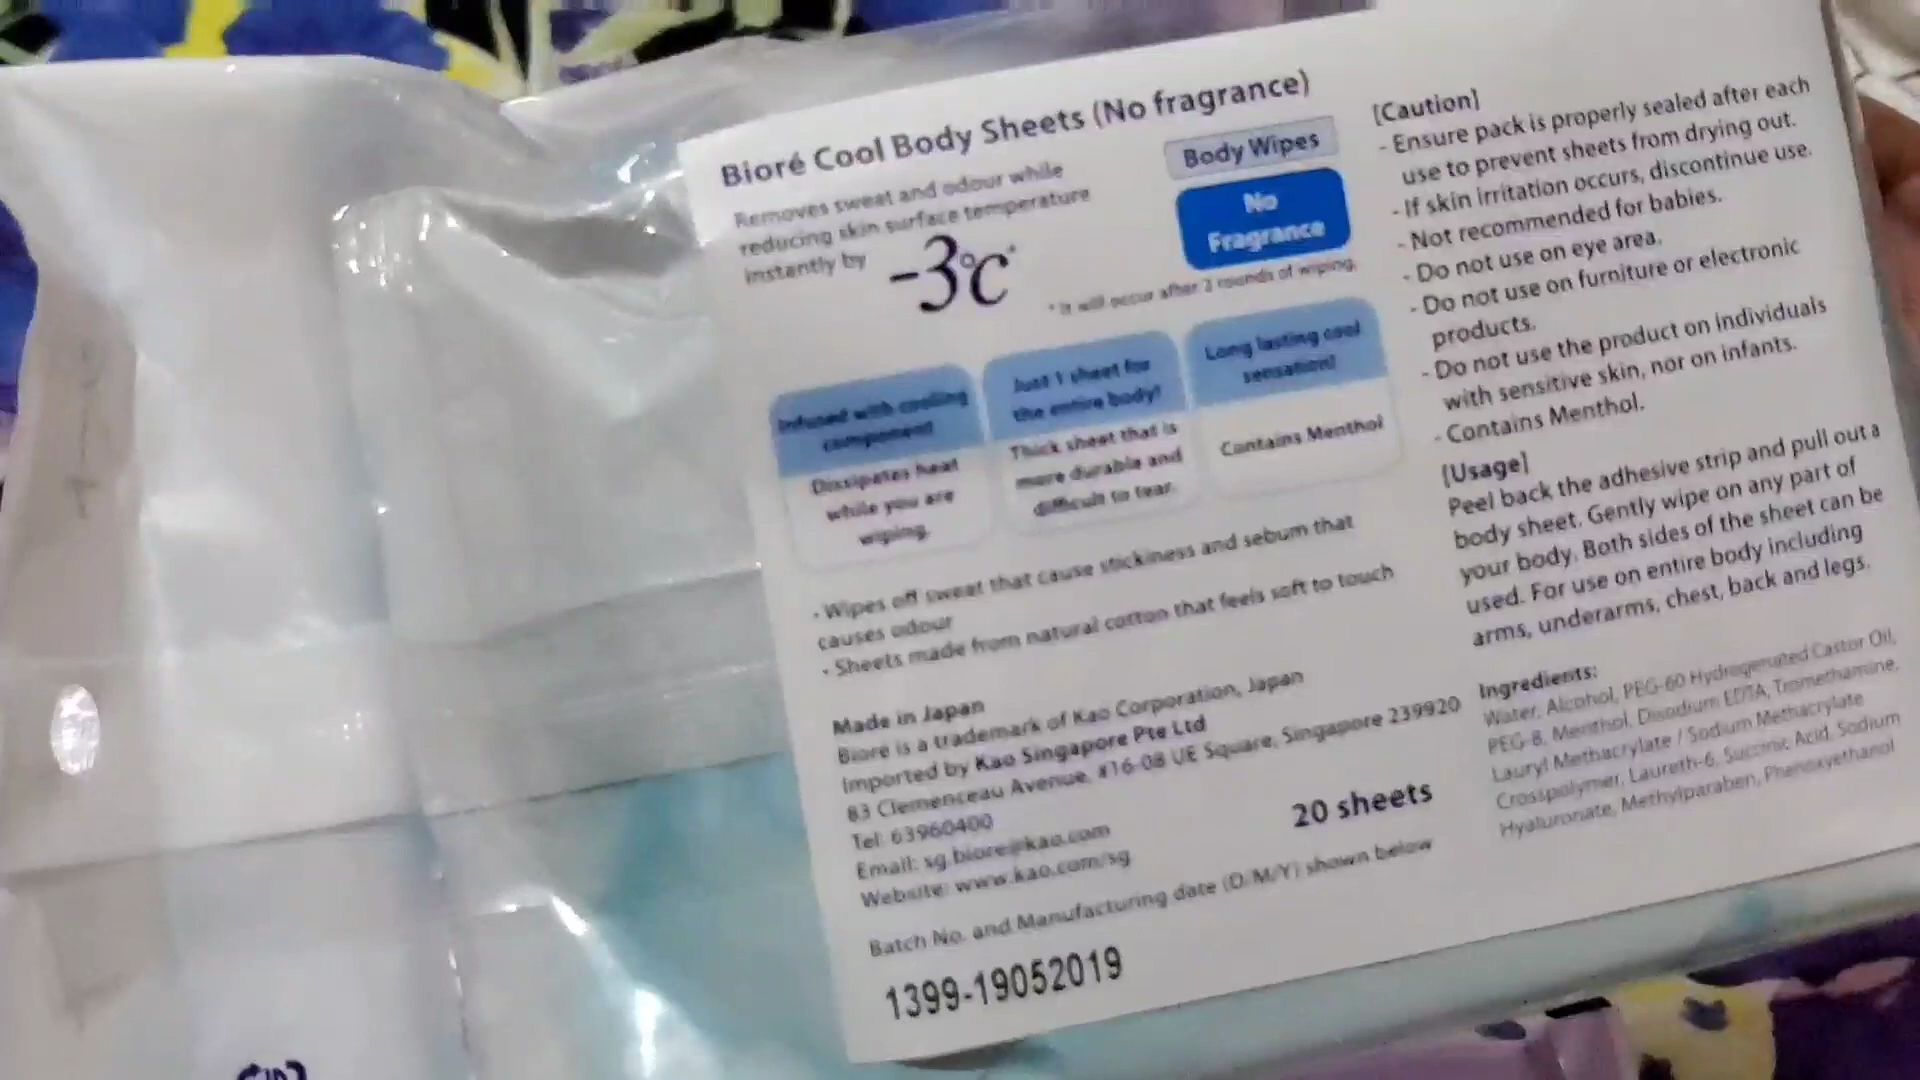 Bioré Cool Body Sheets (No fragrance)
Removes sweat and odour while
reducing skin surface temperature
instantly by
-3°C*
Body Wipes
No
Fragrance
* It will occur after 3 rounds of wiping.
Infused with cooling
component!
Dissipates heat
while you are
wiping.
Just 1 sheet for
the entire body!
Thick sheet that is
more durable and
difficult to tear.
Long lasting cool
sensation!
Contains Menthol
- Wipes off sweat that cause stickiness and sebum that
causes odour
- Sheets made from natural cotton that feels soft to touch
Made in Japan
Bioré is a trademark of Kao Corporation, Japan
Imported by Kao Singapore Pte Ltd
83 Clemenceau Avenue, #16-08 UE Square, Singapore 239920
Tel: 63960400
Email: sg.biore@kao.com
Website: www.kao.com/sg
20 sheets
Batch No. and Manufacturing date (D/M/Y) shown below
1399-19052019
[Caution]
- Ensure pack is properly sealed after each
use to prevent sheets from drying out.
- If skin irritation occurs, discontinue use.
- Not recommended for babies.
- Do not use on eye area.
- Do not use on furniture or electronic
products.
- Do not use the product on individuals
with sensitive skin, nor on infants.
- Contains Menthol.
[Usage]
Peel back the adhesive strip and pull out a
body sheet. Gently wipe on any part of
your body. Both sides of the sheet can be
used. For use on entire body including
arms, underarms, chest, back and legs.
Ingredients:
Water, Alcohol, PEG-60 Hydrogenated Castor Oil,
PEG-8, Menthol, Disodium EDTA, Tromethamine,
Lauryl Methacrylate / Sodium Methacrylate
Crosspolymer, Laureth-6, Succinic Acid, Sodium
Hyaluronate, Methylparaben, Phenoxyethanol